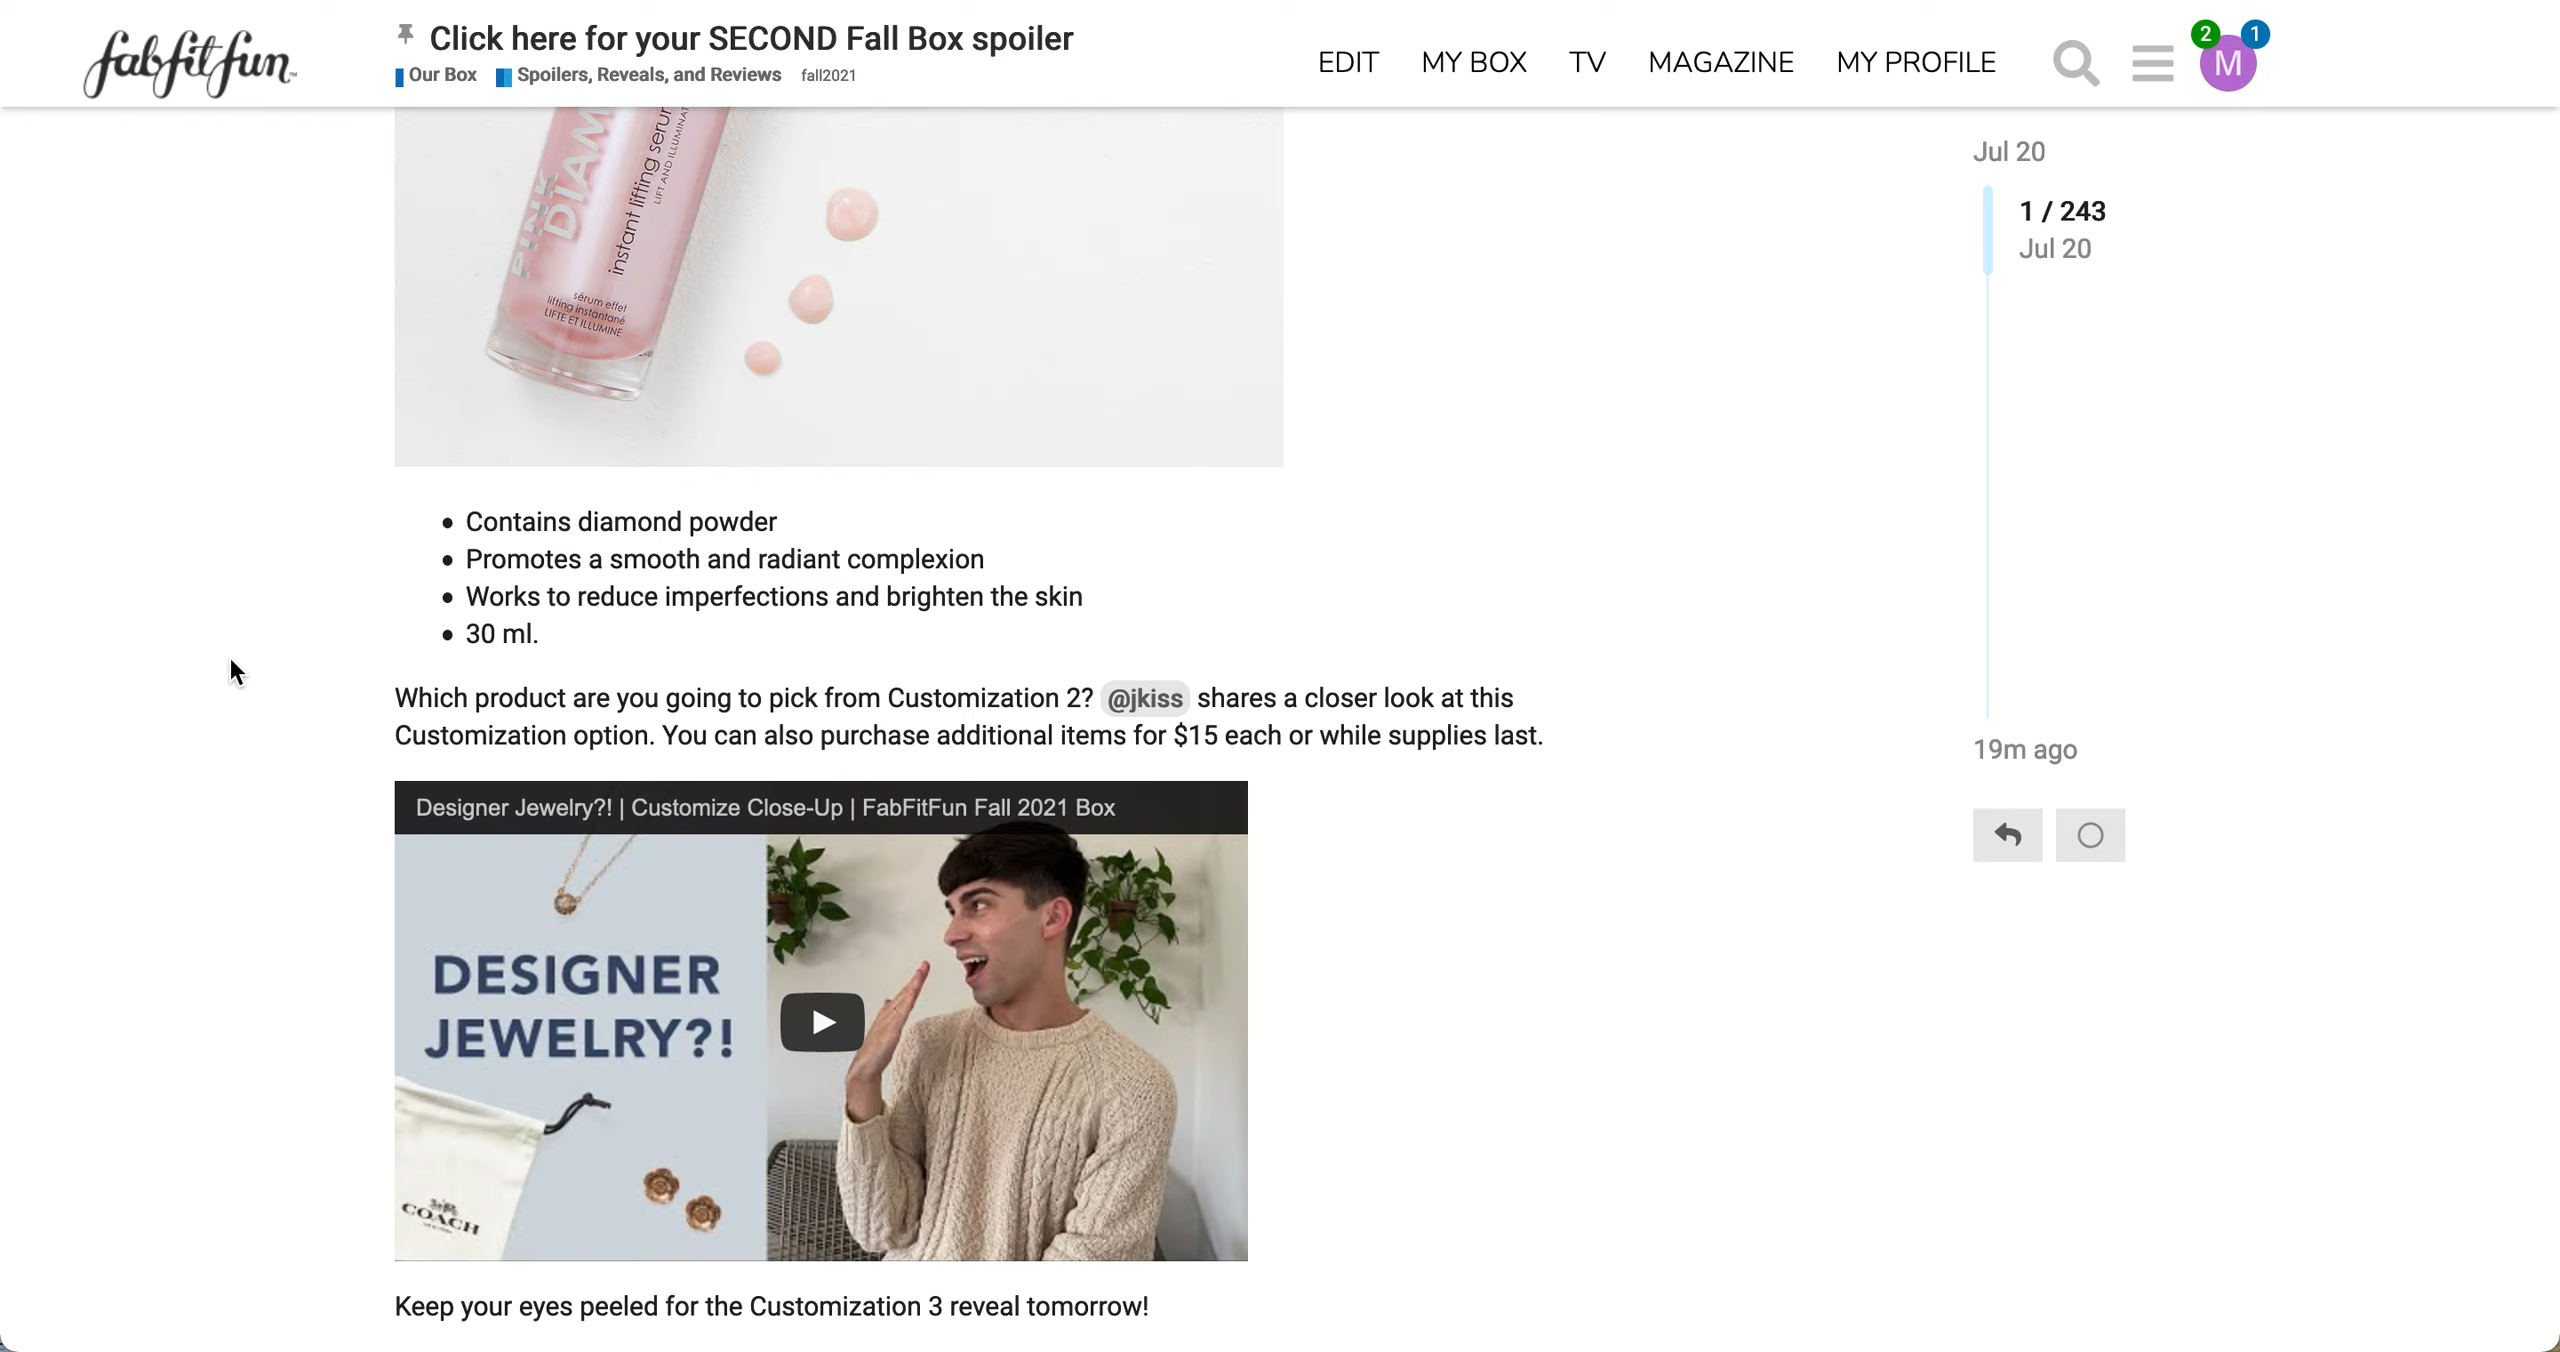 fabfitfun
Click here for your SECOND Fall Box spoiler
Our Box Spoilers, Reveals, and Reviews fall2021
EDIT MY BOX TV MAGAZINE MY PROFILE
2 1
M
PINK
DIAM
instant lifting serum
LIFT AND ILLUMINA
sérum effet
lifting instantané
LIFTE ET ILLUMINE
Jul 20
1 / 243
Jul 20
19m ago
• Contains diamond powder
• Promotes a smooth and radiant complexion
• Works to reduce imperfections and brighten the skin
• 30 ml.
Which product are you going to pick from Customization 2? @jkiss shares a closer look at this
Customization option. You can also purchase additional items for $15 each or while supplies last.
Designer Jewelry?! | Customize Close-Up | FabFitFun Fall 2021 Box
DESIGNER
JEWELRY?!
COACH
Keep your eyes peeled for the Customization 3 reveal tomorrow!